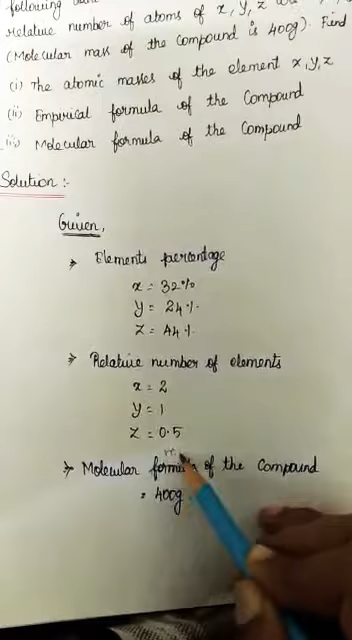 following
relative number of atoms of x, y, z
(Molecular mass of the compound is 400g). Find
(i) The atomic masses of the element x, y, z
(ii) Empirical formula of the Compound
(iii) Molecular formula of the Compound
Solution :-
Given,
→ Elements percentage
x = 32%
y = 24%
z = 44%
→ Relative number of elements
x = 2
y = 1
z = 0.5
→ Molecular formula of the Compound
= 400g